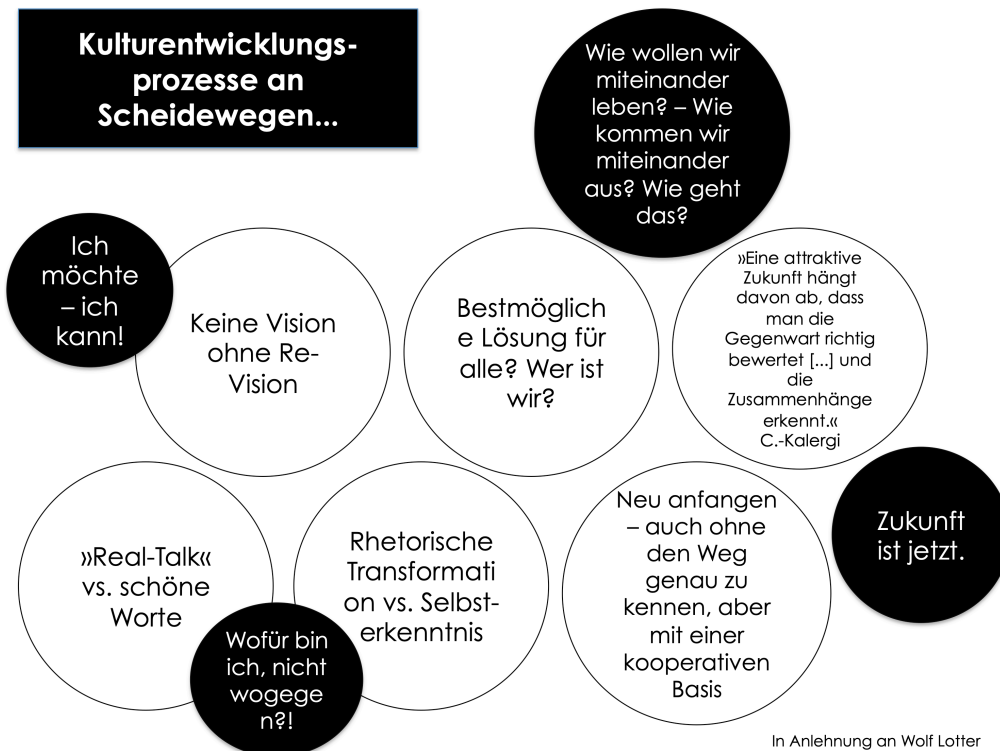 Kulturentwicklungs-
prozesse an
Scheidewegen...
Wie wollen wir
miteinander
leben? – Wie
kommen wir
miteinander
aus? Wie geht
das?
Ich
möchte
– ich
kann!
Keine Vision
ohne Re-
Vision
Bestmöglich
e Lösung für
alle? Wer ist
wir?
»Eine attraktive
Zukunft hängt
davon ab, dass
man die
Gegenwart richtig
bewertet [...] und
die
Zusammenhänge
erkennt.«
C.-Kalergi
»Real-Talk«
vs. schöne
Worte
Wofür bin
ich, nicht
wogege
n?!
Rhetorische
Transformati
on vs. Selbst-
erkenntnis
Neu anfangen
– auch ohne
den Weg
genau zu
kennen, aber
mit einer
kooperativen
Basis
Zukunft
ist jetzt.
In Anlehnung an Wolf Lotter